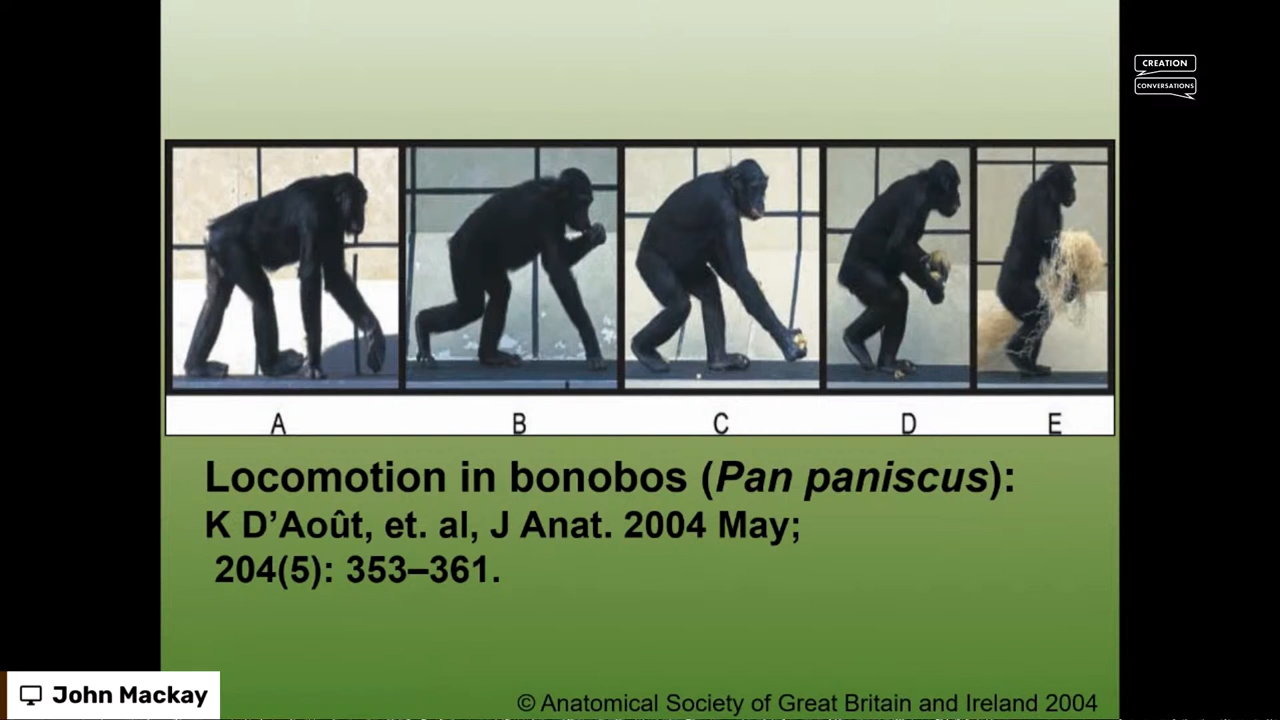 CREATION
CONVERSATIONS
A B C D E
Locomotion in bonobos (Pan paniscus):
K D’Août, et. al, J Anat. 2004 May;
204(5): 353–361.
John Mackay
© Anatomical Society of Great Britain and Ireland 2004